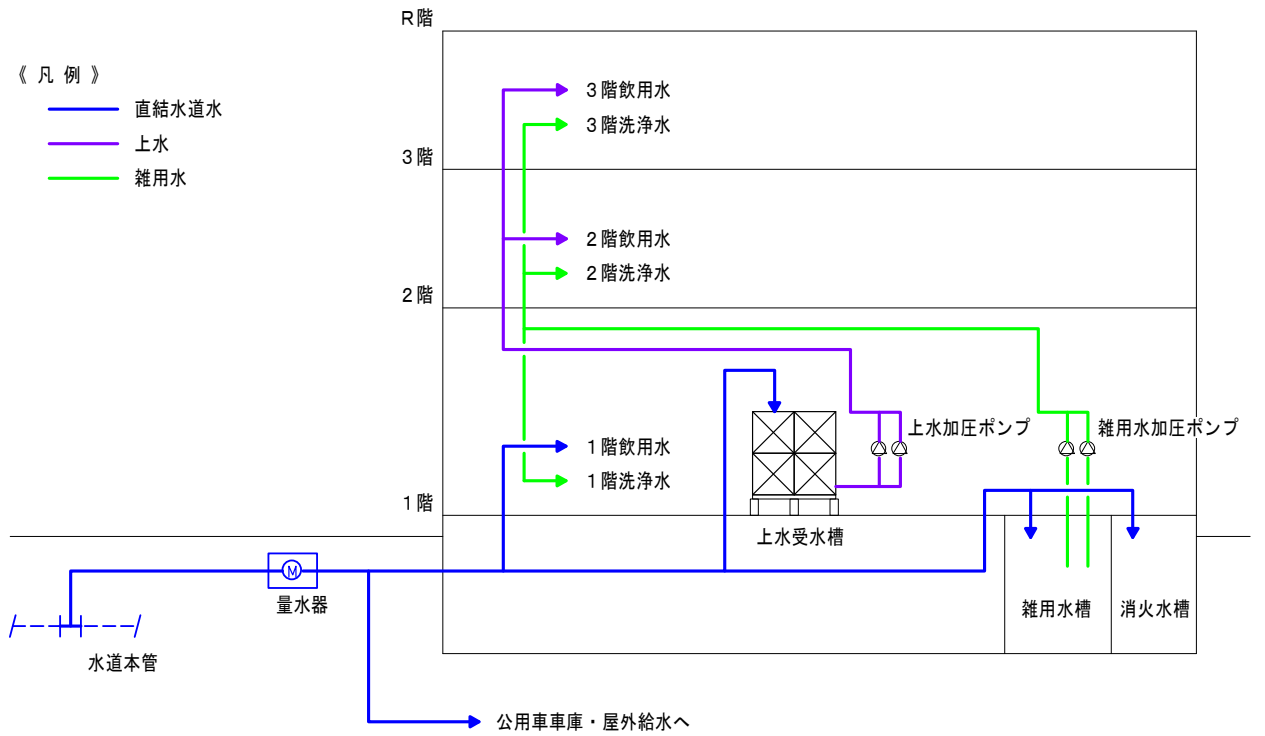 R階
《 凡 例 》
直結水道水
上水
雑用水
3階飲用水
3階洗浄水
3階
2階飲用水
2階洗浄水
2階
上水加圧ポンプ
雑用水加圧ポンプ
1階飲用水
1階洗浄水
1階
上水受水槽
M
量水器
雑用水槽
消火水槽
水道本管
公用車車庫・屋外給水へ